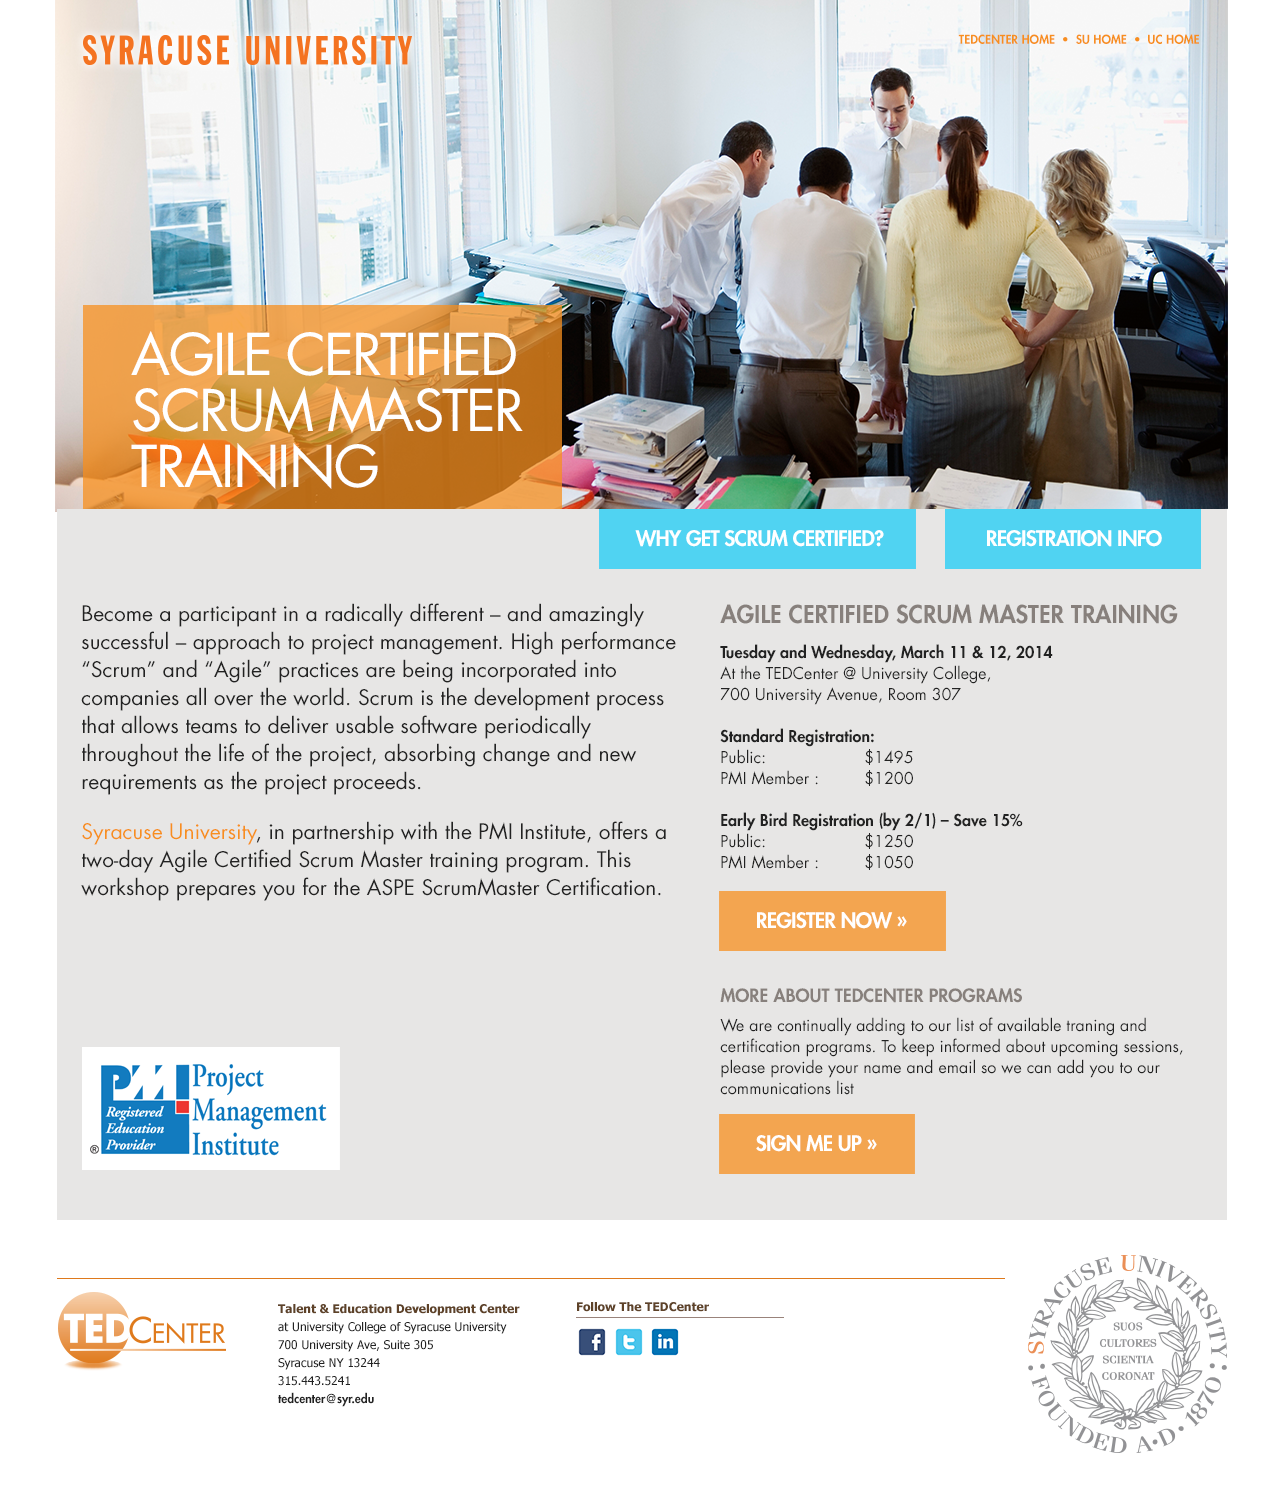 SYRACUSE UNIVERSITY
TEDCENTER HOME • SU HOME • UC HOME
AGILE CERTIFIED
SCRUM MASTER
TRAINING
WHY GET SCRUM CERTIFIED?
REGISTRATION INFO
Become a participant in a radically different – and amazingly
successful – approach to project management. High performance
“Scrum” and “Agile” practices are being incorporated into
companies all over the world. Scrum is the development process
that allows teams to deliver usable software periodically
throughout the life of the project, absorbing change and new
requirements as the project proceeds.
Syracuse University, in partnership with the PMI Institute, offers a
two-day Agile Certified Scrum Master training program. This
workshop prepares you for the ASPE ScrumMaster Certification.
PMI
Registered
Education
Provider
®
Project
Management
Institute
AGILE CERTIFIED SCRUM MASTER TRAINING
Tuesday and Wednesday, March 11 & 12, 2014
At the TEDCenter @ University College,
700 University Avenue, Room 307
Standard Registration:
Public: $1495
PMI Member : $1200
Early Bird Registration (by 2/1) – Save 15%
Public: $1250
PMI Member : $1050
REGISTER NOW »
MORE ABOUT TEDCENTER PROGRAMS
We are continually adding to our list of available traning and
certification programs. To keep informed about upcoming sessions,
please provide your name and email so we can add you to our
communications list
SIGN ME UP »
TEDCENTER
Talent & Education Development Center
at University College of Syracuse University
700 University Ave, Suite 305
Syracuse NY 13244
315.443.5241
tedcenter@syr.edu
Follow The TEDCenter
f
t
in
SYRACUSE UNIVERSITY
: FOUNDED A·D·1870 :
SUOS
CULTORES
SCIENTIA
CORONAT